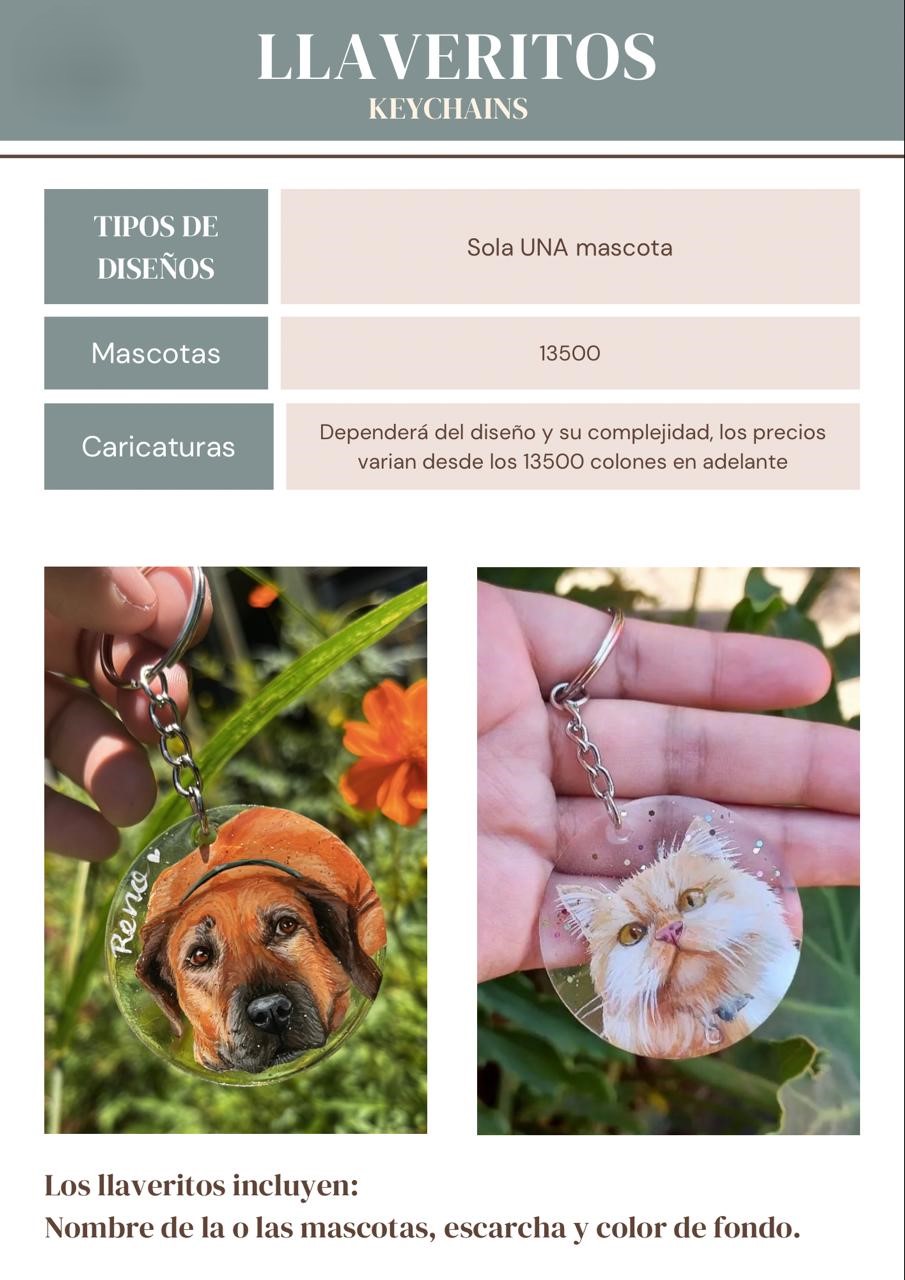 LLAVERITOS
KEYCHAINS
TIPOS DE
DISEÑOS
Sola UNA mascota
Mascotas
13500
Caricaturas
Dependerá del diseño y su complejidad, los precios
varian desde los 13500 colones en adelante
Reno
Los llaveritos incluyen:
Nombre de la o las mascotas, escarcha y color de fondo.